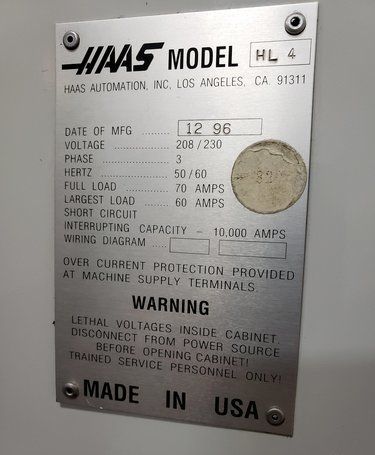 HAAS MODEL HL 4
HAAS AUTOMATION, INC, LOS ANGELES, CA. 91311
DATE OF MFG .......... 12 96
VOLTAGE ............... 208/230
PHASE .................. 3
HERTZ .................. 50/60
FULL LOAD ........... 70 AMPS
LARGEST LOAD ..... 60 AMPS
SHORT CIRCUIT
INTERRUPTING CAPACITY – 10,000 AMPS
WIRING DIAGRAM ....
OVER CURRENT PROTECTION PROVIDED
AT MACHINE SUPPLY TERMINALS.
WARNING
LETHAL VOLTAGES INSIDE CABINET,
DISCONNECT FROM POWER SOURCE
BEFORE OPENING CABINET!
TRAINED SERVICE PERSONNEL ONLY!
MADE IN USA